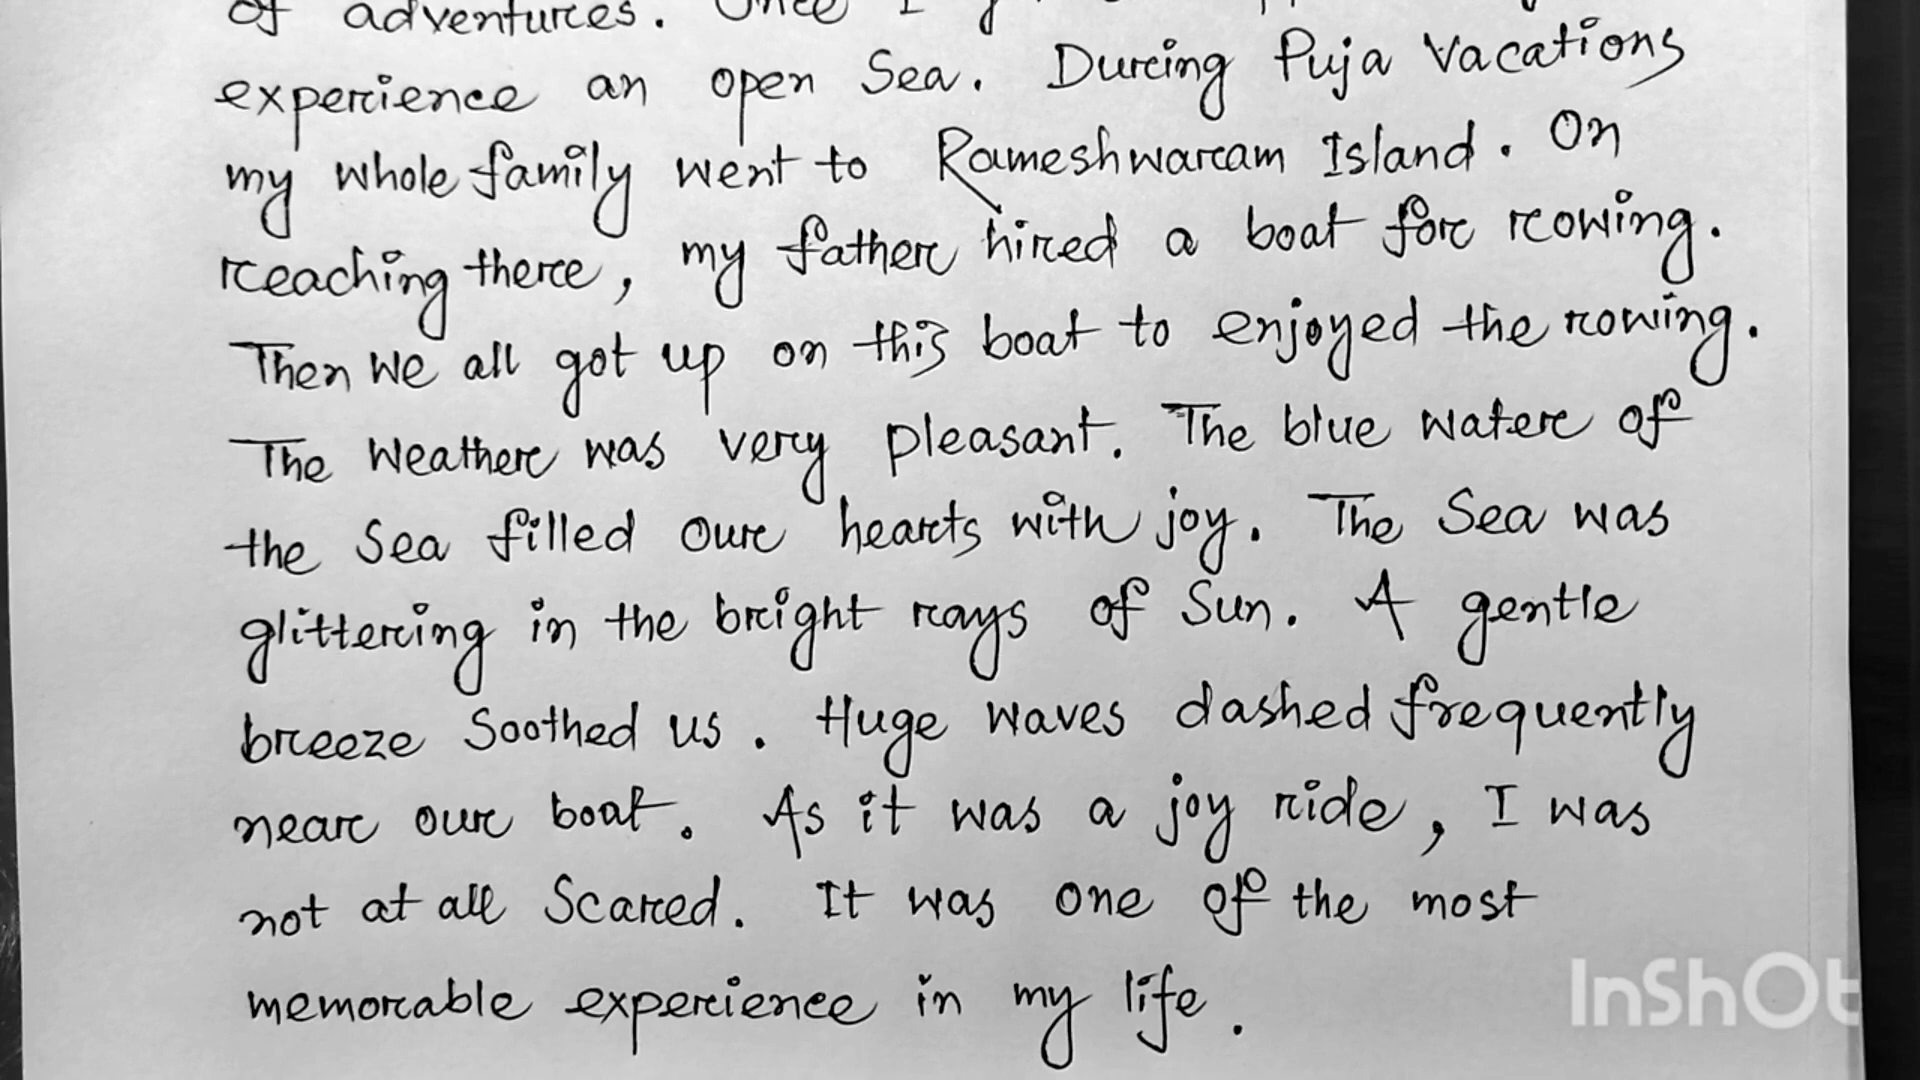 of adventures. Once I
experience an open Sea. During Puja Vacations
my whole family went to Rameshwaram Island. On
reaching there, my father hired a boat for rowing.
Then we all got up on this boat to enjoyed the rowing.
The weather was very pleasant. The blue water of
the Sea filled our hearts with joy. The Sea was
glittering in the bright rays of Sun. A gentle
breeze Soothed us. Huge waves dashed frequently
near our boat. As it was a joy ride, I was
not at all Scared. It was one of the most
memorable experience in my life.
InShOt